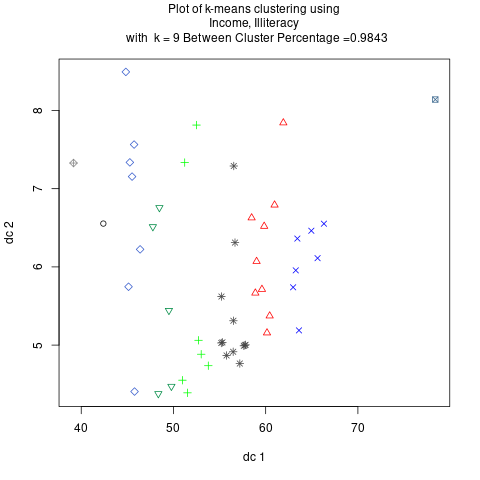 Plot of k-means clustering using
Income, Illiteracy
with  k = 9 Between Cluster Percentage =0.9843
8
7
6
5
dc 2
40 50 60 70
dc 1